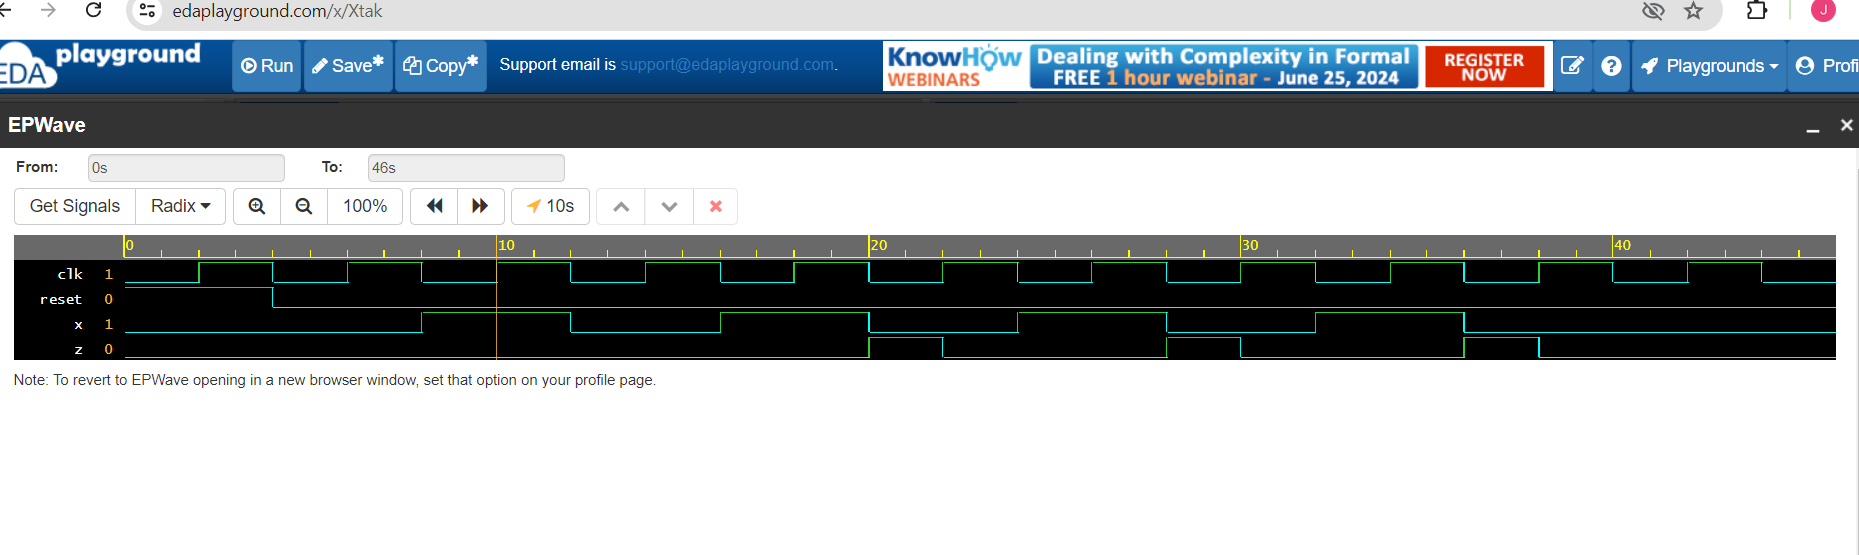 edaplayground.com/x/Xtak
J
EDA playground
Run
Save*
Copy*
Support email is support@edaplayground.com.
KnowHow WEBINARS
Dealing with Complexity in Formal
FREE 1 hour webinar - June 25, 2024
REGISTER NOW
Playgrounds
Profi
EPWave
From: 0s To: 46s
Get Signals Radix 100% 10s
0 10 20 30 40
clk 1
reset 0
x 1
z 0
Note: To revert to EPWave opening in a new browser window, set that option on your profile page.